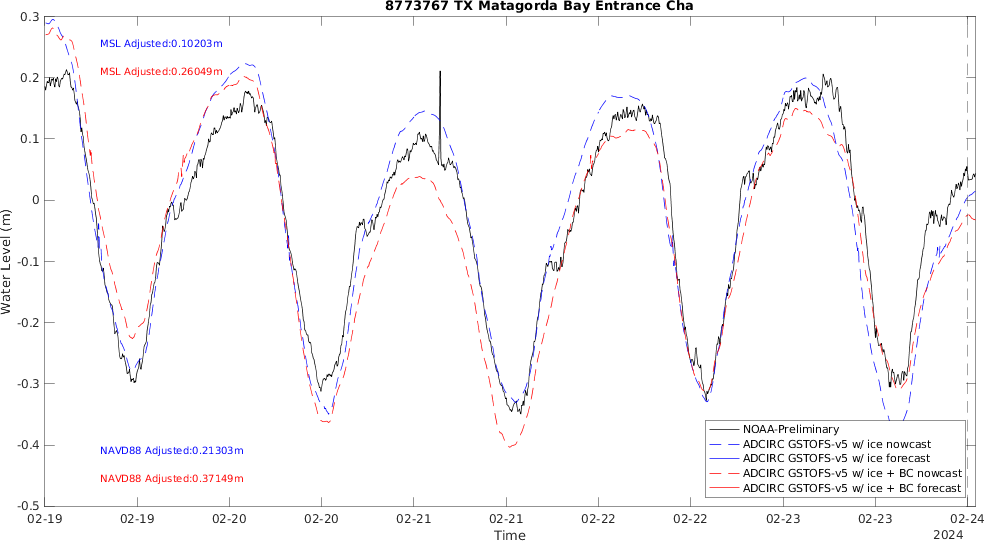 8773767 TX Matagorda Bay Entrance Cha
MSL Adjusted:0.10203m
MSL Adjusted:0.26049m
NAVD88 Adjusted:0.21303m
NAVD88 Adjusted:0.37149m
Water Level (m)
0.3
0.2
0.1
0
-0.1
-0.2
-0.3
-0.4
-0.5
NOAA-Preliminary
ADCIRC GSTOFS-v5 w/ ice nowcast
ADCIRC GSTOFS-v5 w/ ice forecast
ADCIRC GSTOFS-v5 w/ ice + BC nowcast
ADCIRC GSTOFS-v5 w/ ice + BC forecast
02-19 02-19 02-20 02-20 02-21 02-21 02-22 02-22 02-23 02-23 02-24
Time
2024